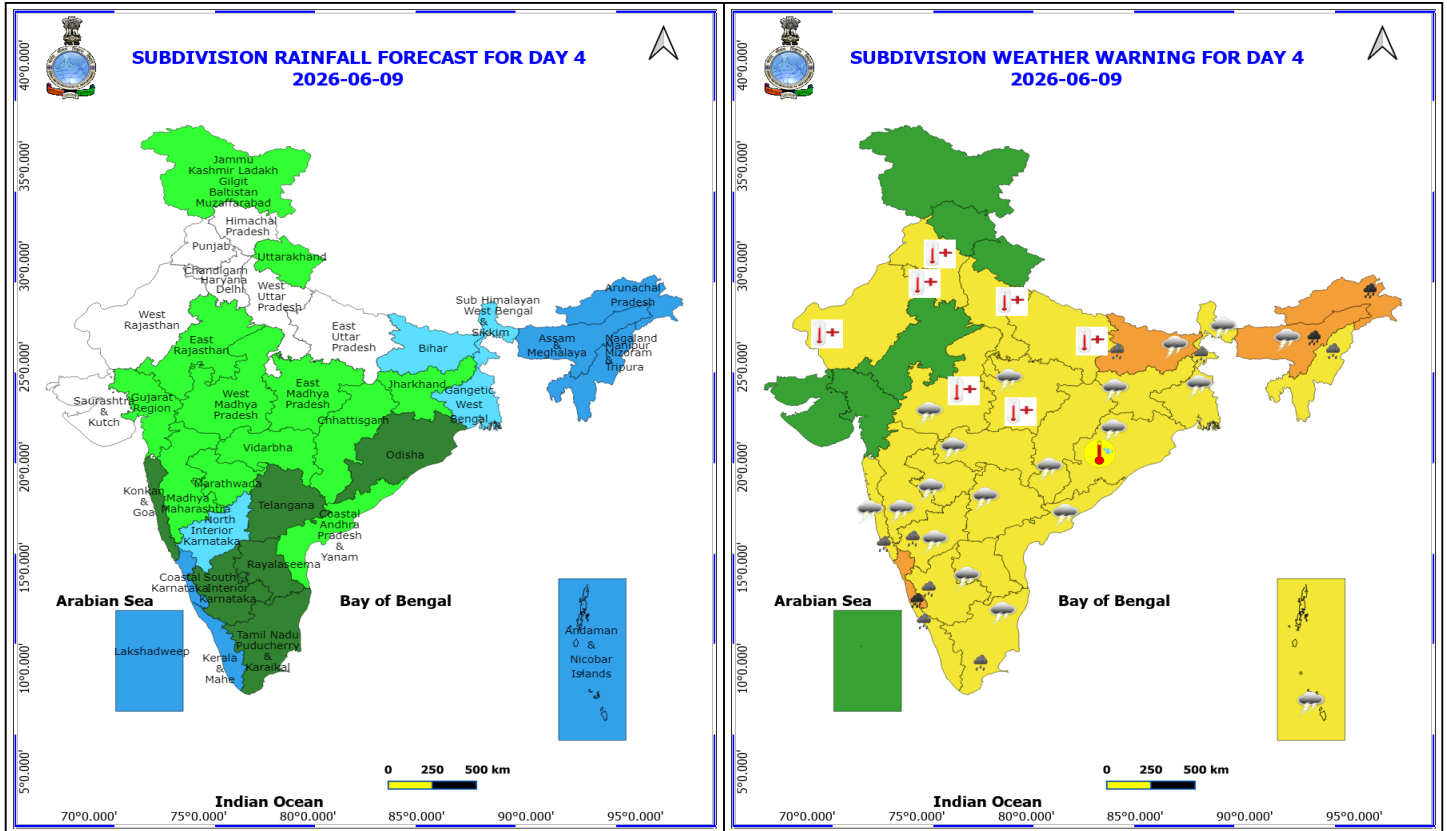 SUBDIVISION RAINFALL FORECAST FOR DAY 4
2026-06-09
40°0.000'
35°0.000'
30°0.000'
25°0.000'
20°0.000'
15°0.000'
10°0.000'
5°0.000'
Jammu
Kashmir Ladakh
Gilgit
Baltistan
Muzaffarabad
Himachal
Pradesh
Punjab
Uttarakhand
Chandigarh
Haryana
Delhi
West
Uttar
Pradesh
West
Rajasthan
East
Rajasthan
East
Uttar
Pradesh
Sub Himalayan
West Bengal
&
Sikkim
Arunachal
Pradesh
Assam
&
Meghalaya
Nagaland
Manipur
Mizoram
&
Tripura
Bihar
Jharkhand
Gangetic
West
Bengal
Saurashtra
&
Kutch
Gujarat
Region
West
Madhya
Pradesh
East
Madhya
Pradesh
Chhattisgarh
Vidarbha
Odisha
Konkan
&
Goa
Madhya
Maharashtra
Marathwada
Telangana
North
Interior
Karnataka
Coastal
Andhra
Pradesh
&
Yanam
Rayalaseema
Coastal
Karnataka
South
Interior
Karnataka
Arabian Sea
Bay of Bengal
Lakshadweep
Kerala
&
Mahe
Tamil Nadu
Puducherry
&
Karaikal
Andaman
&
Nicobar
Islands
0 250 500 km
Indian Ocean
70°0.000' 75°0.000' 80°0.000' 85°0.000' 90°0.000' 95°0.000'
SUBDIVISION WEATHER WARNING FOR DAY 4
2026-06-09
40°0.000'
35°0.000'
30°0.000'
25°0.000'
20°0.000'
15°0.000'
10°0.000'
5°0.000'
Arabian Sea
Bay of Bengal
0 250 500 km
Indian Ocean
70°0.000' 75°0.000' 80°0.000' 85°0.000' 90°0.000' 95°0.000'